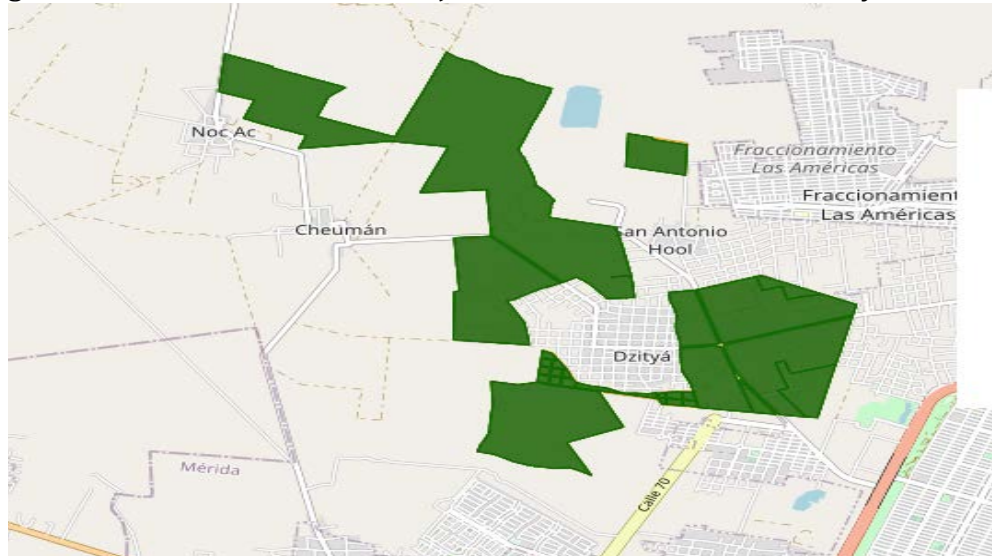 Noc Ac
Fraccionamiento
Las Américas
Fraccionamient
Las Américas
Cheumán
San Antonio
Hool
Dzityá
Mérida
Calle 70